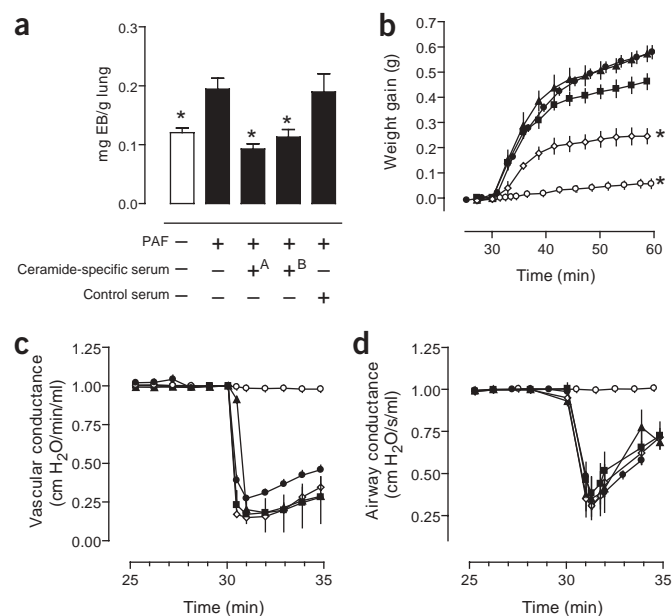 a
mg EB/g lung
0.3
0.2
0.1
0.0
*
*
*
PAF – + + + +
Ceramide-specific serum – – +A +B –
Control serum – – – – +
b
Weight gain (g)
0.7
0.6
0.5
0.4
0.3
0.2
0.1
0.0
*
*
30 40 50 60
Time (min)
c
Vascular conductance
(cm H2O/min/ml)
1.25
1.00
0.75
0.50
0.25
0.00
25 30 35
Time (min)
d
Airway conductance
(cm H2O/s/ml)
1.25
1.00
0.75
0.50
0.25
25 30 35
Time (min)